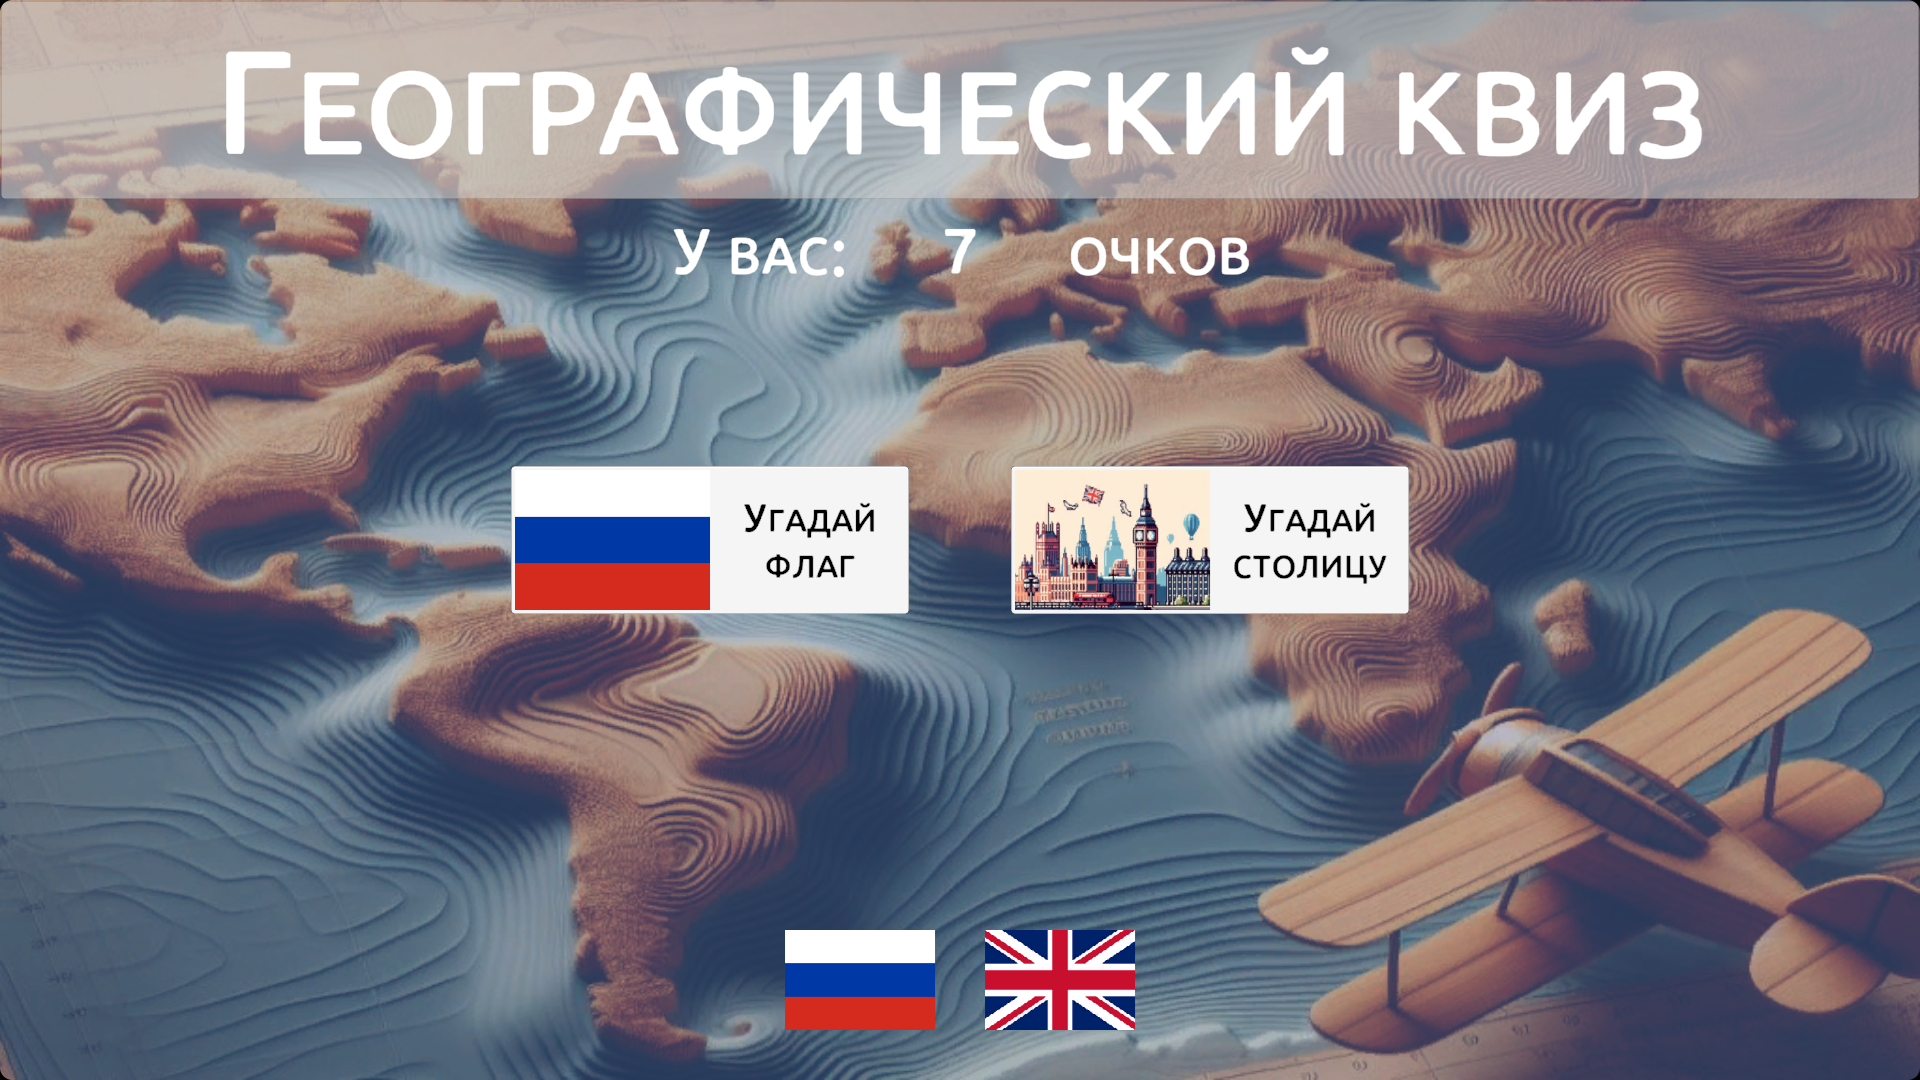 Географический квиз
У вас: 7 очков
Угадай
флаг
Угадай
столицу